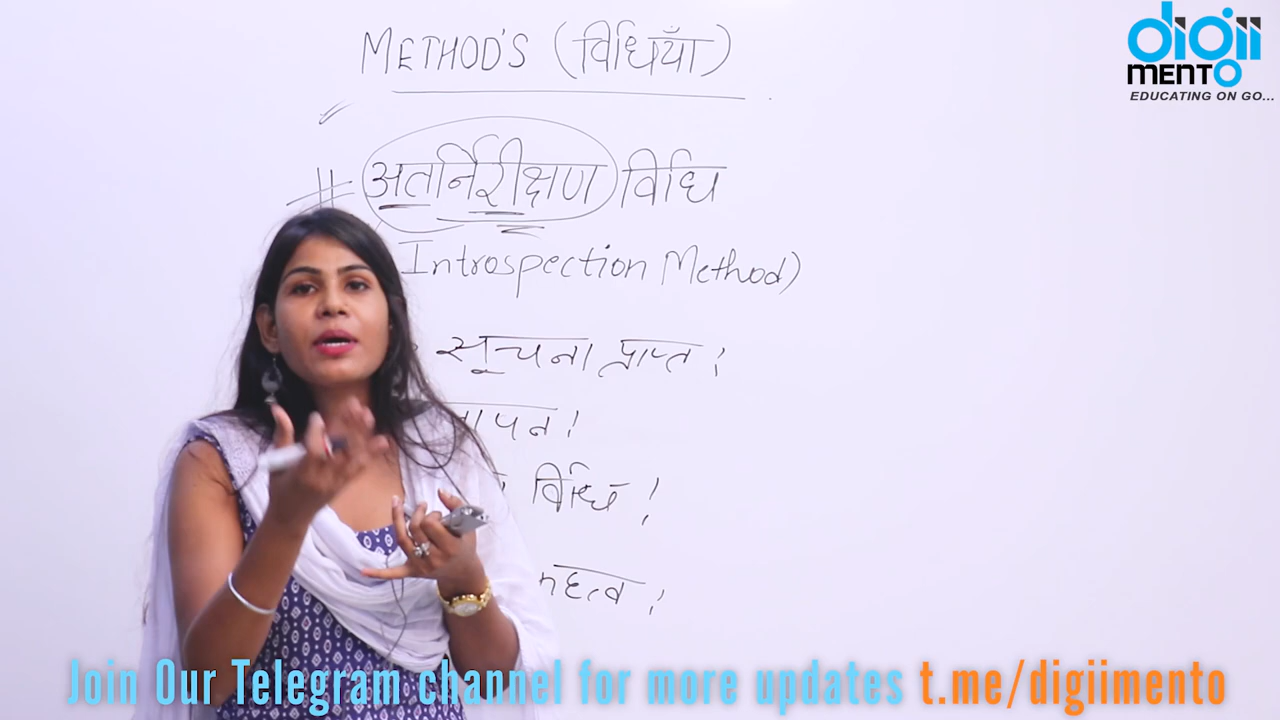 METHOD'S (विधियाँ)
digii
MENTO
EDUCATING ON GO...
अतर्निरीक्षण विधि
Introspection Method)
सूचना प्राप्त !
विधि !
Join Our Telegram channel for more updates t.me/digiimento